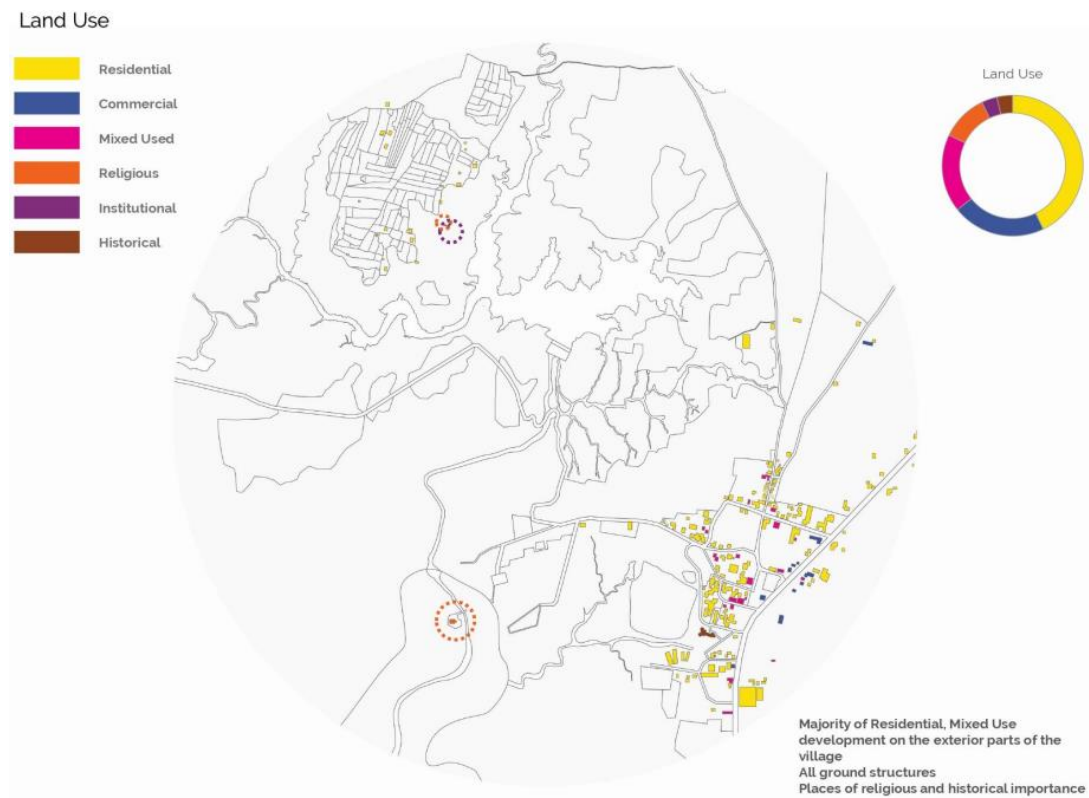 Land Use
Residential
Commercial
Mixed Used
Religious
Institutional
Historical
Land Use
Majority of Residential, Mixed Use
development on the exterior parts of the
village
All ground structures
Places of religious and historical importance